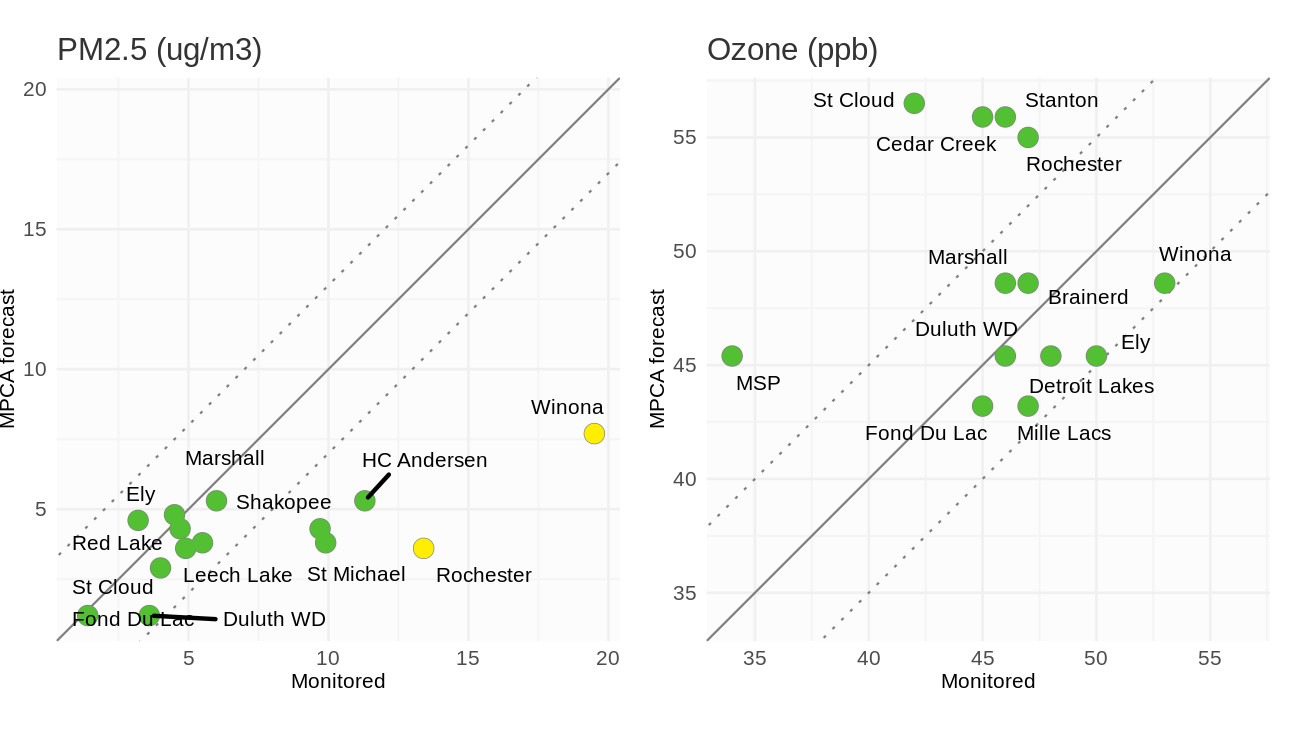 PM2.5 (ug/m3)
20
15
10
5
MPCA forecast
Winona
Marshall
HC Andersen
Ely
Shakopee
Red Lake
St Cloud
Leech Lake
St Michael
Rochester
Fond Du Lac
Duluth WD
5
10
15
20
Monitored
Ozone (ppb)
55
50
45
40
35
MPCA forecast
St Cloud
Stanton
Cedar Creek
Rochester
Marshall
Winona
Brainerd
Duluth WD
Ely
MSP
Detroit Lakes
Fond Du Lac
Mille Lacs
35
40
45
50
55
Monitored